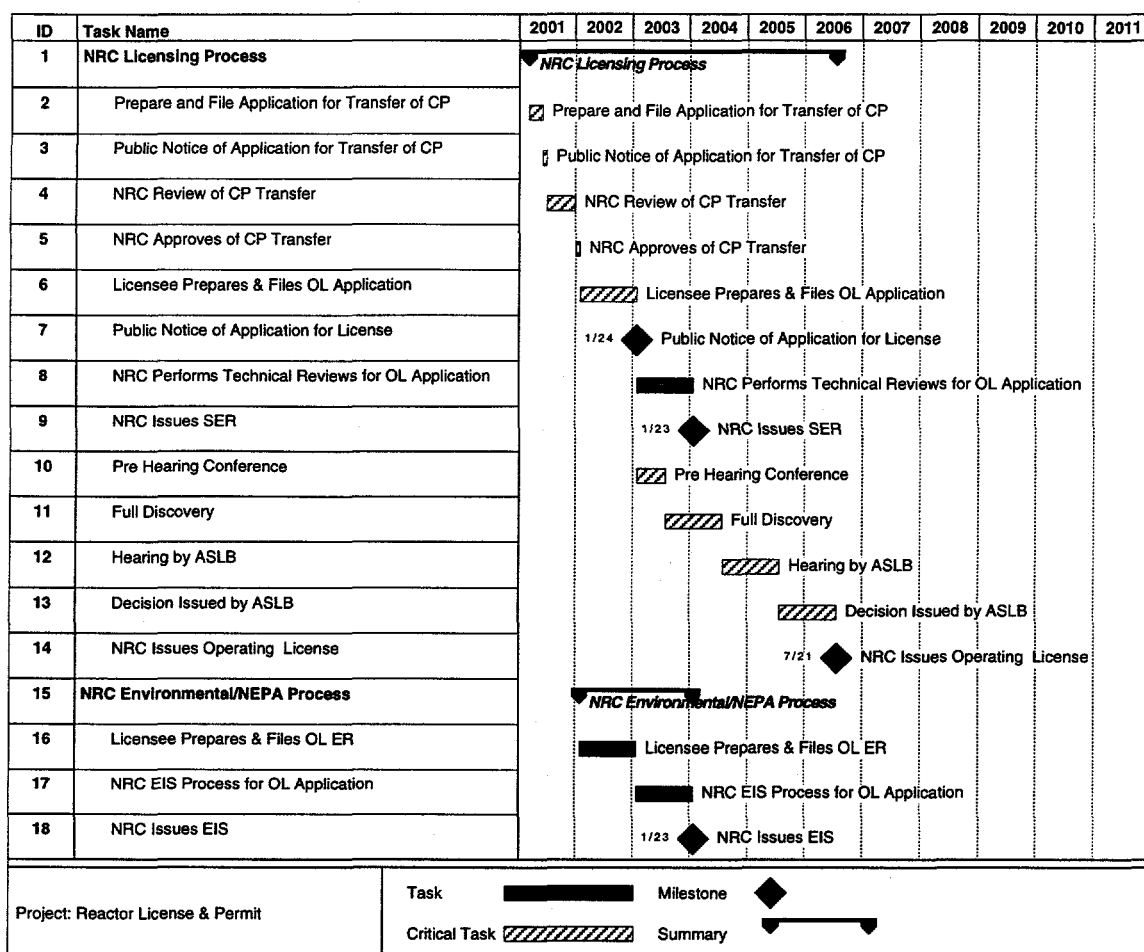 ID Task Name 2001 2002 2003 2004 2005 2006 2007 2008 2009 2010 2011
1 NRC Licensing Process NRC Licensing Process
2 Prepare and File Application for Transfer of CP Prepare and File Application for Transfer of CP
3 Public Notice of Application for Transfer of CP Public Notice of Application for Transfer of CP
4 NRC Review of CP Transfer NRC Review of CP Transfer
5 NRC Approves of CP Transfer NRC Approves of CP Transfer
6 Licensee Prepares & Files OL Application Licensee Prepares & Files OL Application
7 Public Notice of Application for License 1/24 Public Notice of Application for License
8 NRC Performs Technical Reviews for OL Application NRC Performs Technical Reviews for OL Application
9 NRC Issues SER 1/23 NRC Issues SER
10 Pre Hearing Conference Pre Hearing Conference
11 Full Discovery Full Discovery
12 Hearing by ASLB Hearing by ASLB
13 Decision Issued by ASLB Decision Issued by ASLB
14 NRC Issues Operating License 7/21 NRC Issues Operating License
15 NRC Environmental/NEPA Process NRC Environmental/NEPA Process
16 Licensee Prepares & Files OL ER Licensee Prepares & Files OL ER
17 NRC EIS Process for OL Application NRC EIS Process for OL Application
18 NRC Issues EIS 1/23 NRC Issues EIS
Project: Reactor License & Permit
Task Milestone
Critical Task Summary